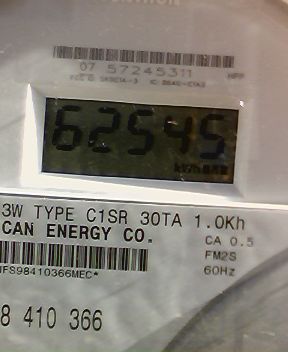 07 57245311
62545
3W TYPE C1SR 30TA 1.0Kh
CAN ENERGY CO.
CA 0.5
FM2S
60Hz
IFS98410366MEC*
8 410 366